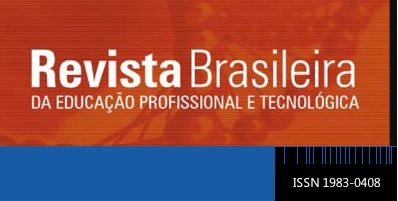 Revista Brasileira
DA EDUCAÇÃO PROFISSIONAL E TECNOLÓGICA
ISSN 1983-0408